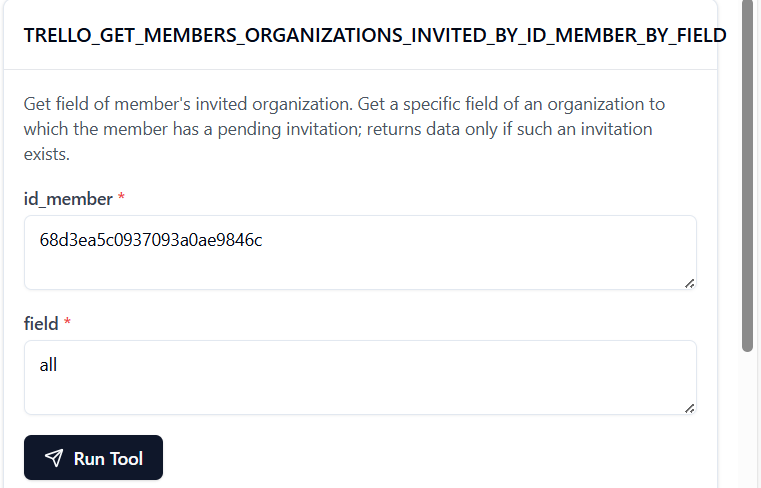 TRELLO_GET_MEMBERS_ORGANIZATIONS_INVITED_BY_ID_MEMBER_BY_FIELD
Get field of member's invited organization. Get a specific field of an organization to
which the member has a pending invitation; returns data only if such an invitation
exists.
id_member *
68d3ea5c0937093a0ae9846c
field *
all
Run Tool